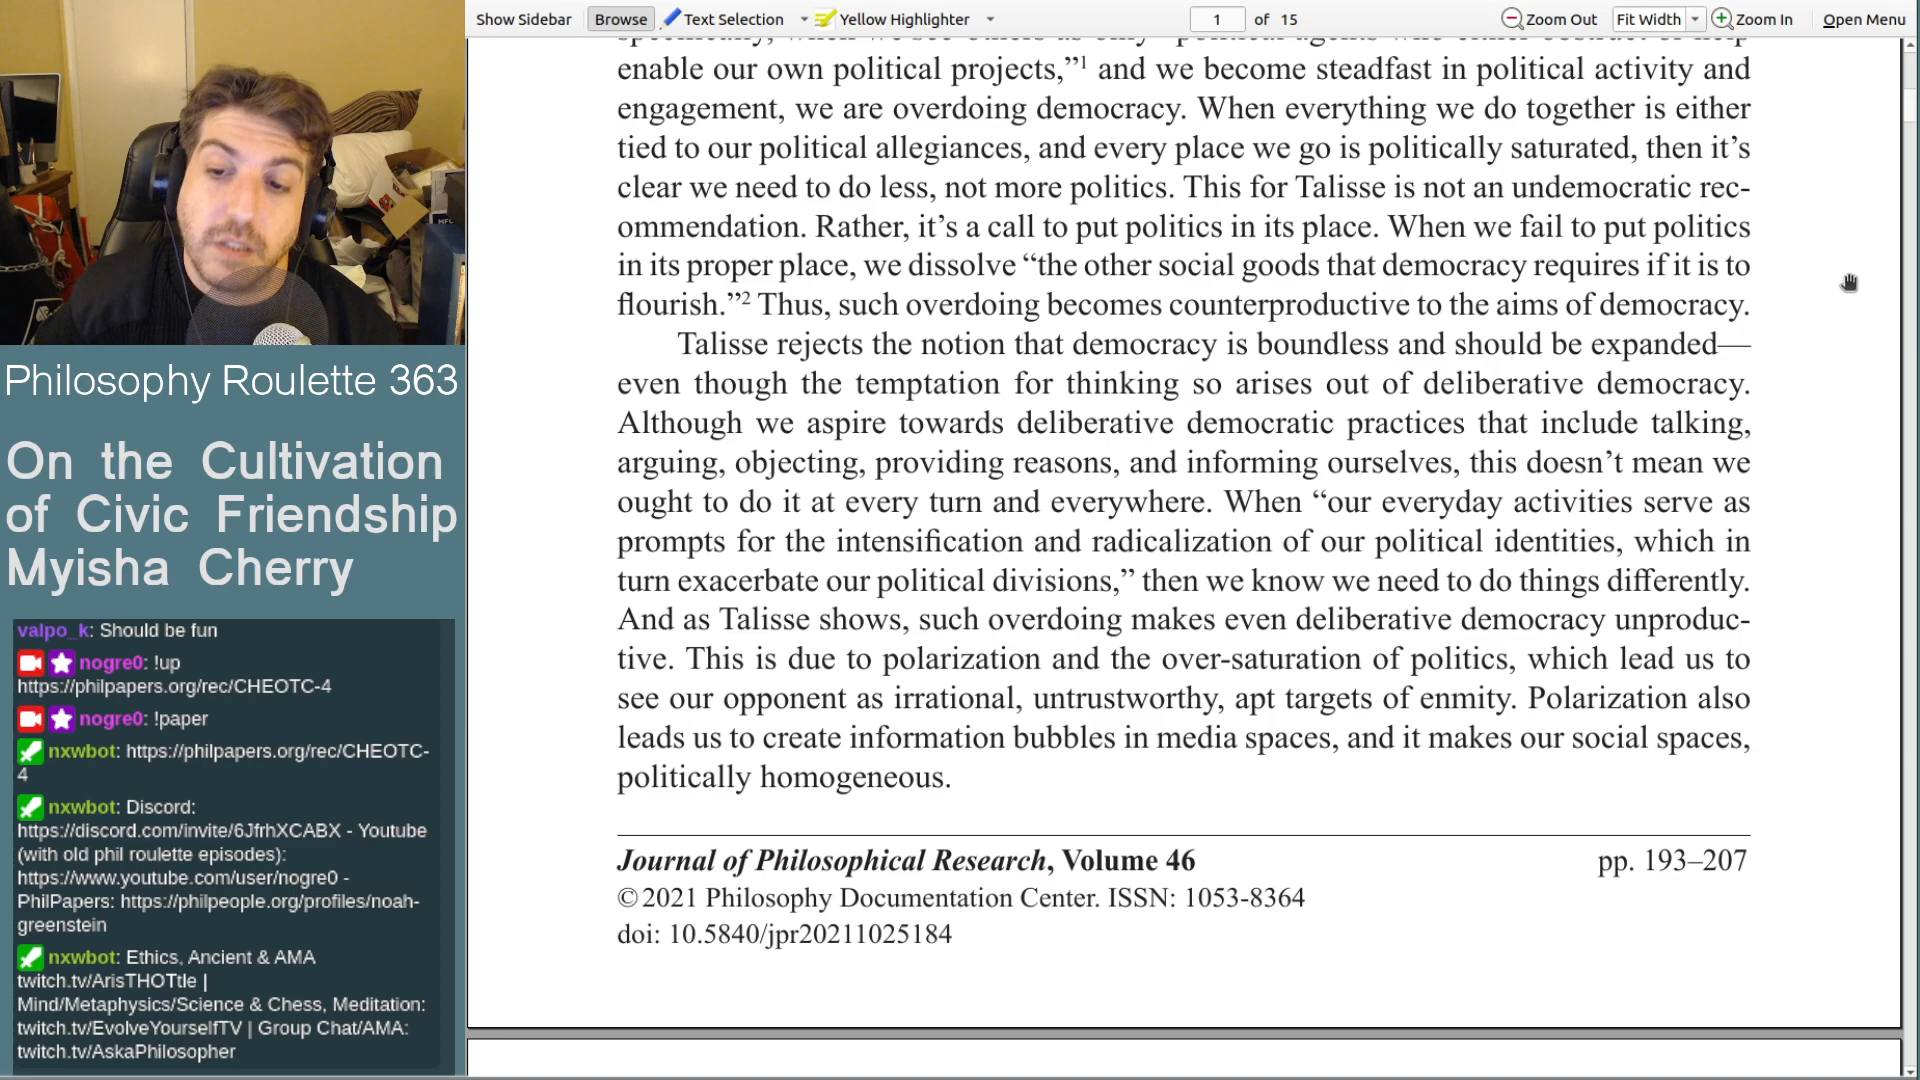 Show Sidebar
Browse
Text Selection
Yellow Highlighter
1 of 15
Zoom Out
Fit Width
Zoom In
Open Menu
enable our own political projects,”1 and we become steadfast in political activity and
engagement, we are overdoing democracy. When everything we do together is either
tied to our political allegiances, and every place we go is politically saturated, then it’s
clear we need to do less, not more politics. This for Talisse is not an undemocratic rec-
ommendation. Rather, it’s a call to put politics in its place. When we fail to put politics
in its proper place, we dissolve “the other social goods that democracy requires if it is to
flourish.”2 Thus, such overdoing becomes counterproductive to the aims of democracy.
Talisse rejects the notion that democracy is boundless and should be expanded—
even though the temptation for thinking so arises out of deliberative democracy.
Although we aspire towards deliberative democratic practices that include talking,
arguing, objecting, providing reasons, and informing ourselves, this doesn’t mean we
ought to do it at every turn and everywhere. When “our everyday activities serve as
prompts for the intensification and radicalization of our political identities, which in
turn exacerbate our political divisions,” then we know we need to do things differently.
And as Talisse shows, such overdoing makes even deliberative democracy unproduc-
tive. This is due to polarization and the over-saturation of politics, which lead us to
see our opponent as irrational, untrustworthy, apt targets of enmity. Polarization also
leads us to create information bubbles in media spaces, and it makes our social spaces,
politically homogeneous.
Journal of Philosophical Research, Volume 46
pp. 193–207
©2021 Philosophy Documentation Center. ISSN: 1053-8364
doi: 10.5840/jpr20211025184
Philosophy Roulette 363
On the Cultivation
of Civic Friendship
Myisha Cherry
valpo_k: Should be fun
nogre0: !up
https://philpapers.org/rec/CHEOTC-4
nogre0: !paper
nxwbot: https://philpapers.org/rec/CHEOTC-
4
nxwbot: Discord:
https://discord.com/invite/6JfrhXCABX - Youtube
(with old phil roulette episodes):
https://www.youtube.com/user/nogre0 -
PhilPapers: https://philpeople.org/profiles/noah-
greenstein
nxwbot: Ethics, Ancient & AMA
twitch.tv/ArisTHOTtle |
Mind/Metaphysics/Science & Chess, Meditation:
twitch.tv/EvolveYourselfTV | Group Chat/AMA:
twitch.tv/AskaPhilosopher